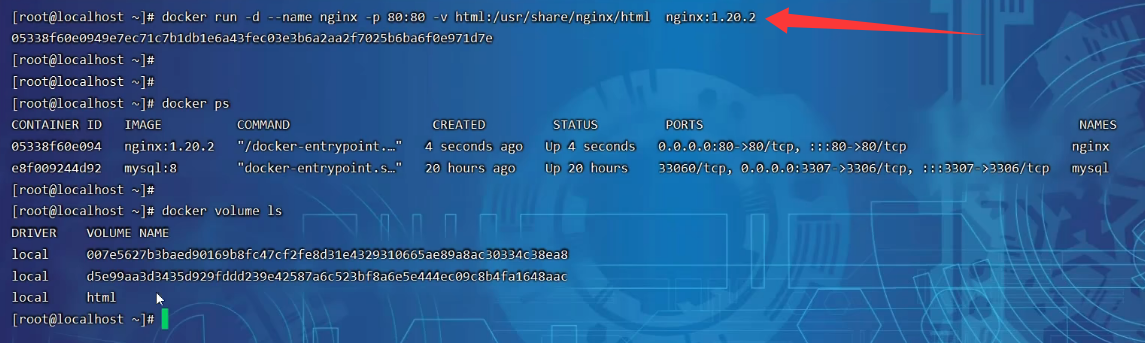 [root@localhost ~]# docker run -d --name nginx -p 80:80 -v html:/usr/share/nginx/html  nginx:1.20.2
05338f60e0949e7ec71c7b1db1e6a43fec03e3b6a2aa2f7025b6ba6f0e971d7e
[root@localhost ~]#
[root@localhost ~]#
[root@localhost ~]# docker ps
CONTAINER ID   IMAGE          COMMAND                  CREATED         STATUS         PORTS                                                  NAMES
05338f60e094   nginx:1.20.2   "/docker-entrypoint.…"   4 seconds ago   Up 4 seconds   0.0.0.0:80->80/tcp, :::80->80/tcp                      nginx
e8f009244d92   mysql:8        "docker-entrypoint.s…"   20 hours ago    Up 20 hours    33060/tcp, 0.0.0.0:3307->3306/tcp, :::3307->3306/tcp   mysql
[root@localhost ~]#
[root@localhost ~]# docker volume ls
DRIVER    VOLUME NAME
local     007e5627b3baed90169b8fc47cf2fe8d31e4329310665ae89a8ac30334c38ea8
local     d5e99aa3d3435d929fddd239e42587a6c523bf8a6e5e444ec09c8b4fa1648aac
local     html
[root@localhost ~]#